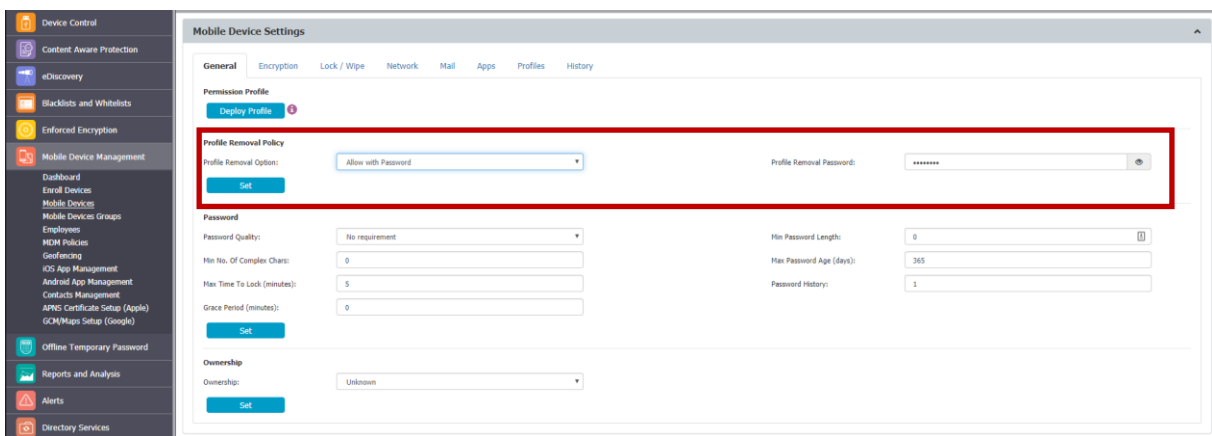 Device Control
Content Aware Protection
eDiscovery
Blacklists and Whitelists
Enforced Encryption
Mobile Device Management
Dashboard
Enroll Devices
Mobile Devices
Mobile Devices Groups
Employees
MDM Policies
Geofencing
iOS App Management
Android App Management
Contacts Management
APNS Certificate Setup (Apple)
GCM/Maps Setup (Google)
Offline Temporary Password
Reports and Analysis
Alerts
Directory Services
Mobile Device Settings
General Encryption Lock / Wipe Network Mail Apps Profiles History
Permission Profile
Deploy Profile
Profile Removal Policy
Profile Removal Option: Allow with Password Profile Removal Password: ••••••••
Set
Password
Password Quality: No requirement Min Password Length: 0
Min No. Of Complex Chars: 0 Max Password Age (days): 365
Max Time To Lock (minutes): 5 Password History: 1
Grace Period (minutes): 0
Set
Ownership
Ownership: Unknown
Set